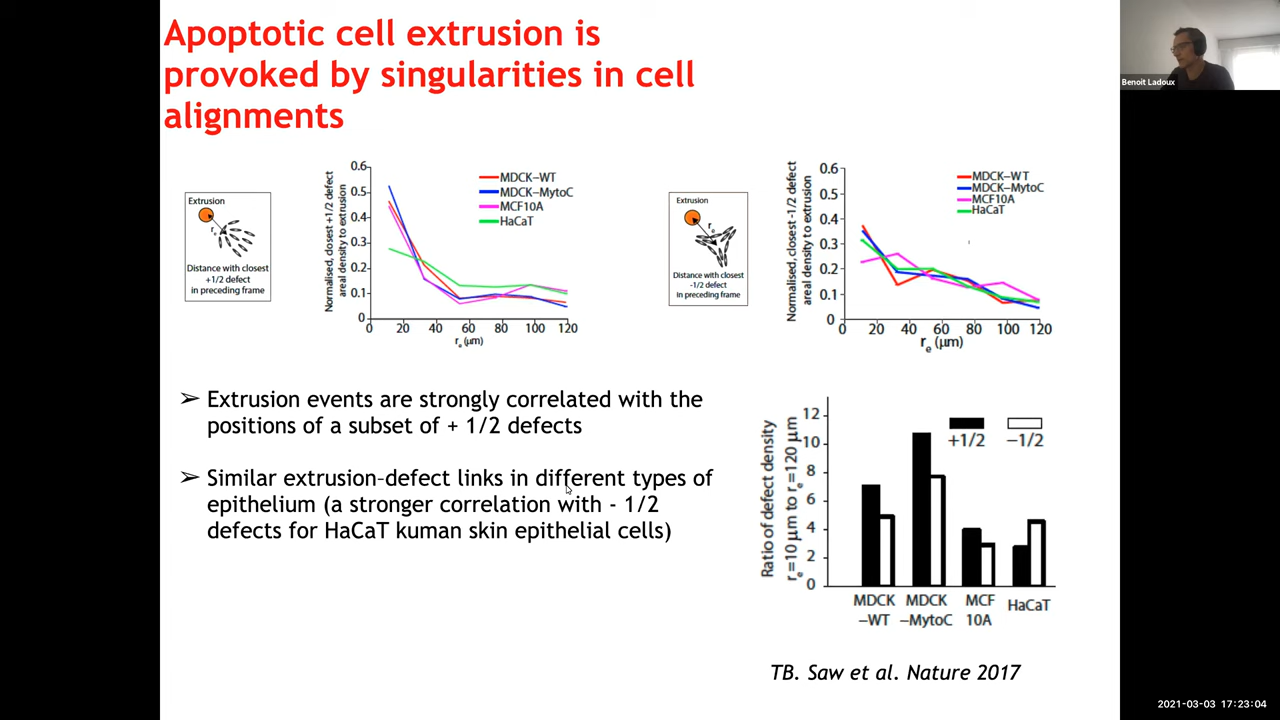 Apoptotic cell extrusion is
provoked by singularities in cell
alignments
Benoit Ladoux
Extrusion
re
Distance with closest
+1/2 defect
in preceding frame
Normalised, closest +1/2 defect
areal density to extrusion
0.6
0.5
0.4
0.3
0.2
0.1
0
0 20 40 60 80 100 120
re (μm)
MDCK–WT
MDCK–MytoC
MCF10A
HaCaT
Extrusion
re
Distance with closest
-1/2 defect
in preceding frame
Normalised, closest -1/2 defect
areal density to extrusion
0.6
0.5
0.4
0.3
0.2
0.1
0
0 20 40 60 80 100 120
re (μm)
MDCK–WT
MDCK–MytoC
MCF10A
HaCaT
➢ Extrusion events are strongly correlated with the
positions of a subset of + 1/2 defects
➢ Similar extrusion–defect links in different types of
epithelium (a stronger correlation with - 1/2
defects for HaCaT kuman skin epithelial cells)
Ratio of defect density
re=10 μm to re=120 μm
12
10
8
6
4
2
0
+1/2 −1/2
MDCK
–WT
MDCK
–MytoC
MCF
10A
HaCaT
TB. Saw et al. Nature 2017
2021-03-03 17:23:04